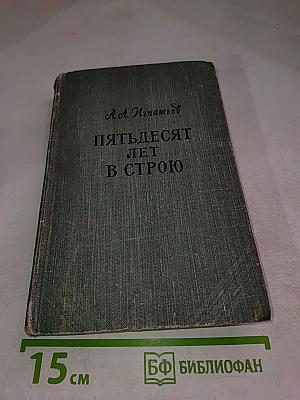 А. А. Игнатьев
ПЯТЬДЕСЯТ
ЛЕТ
В СТРОЮ
15 см
БФ БИБЛИОФАН